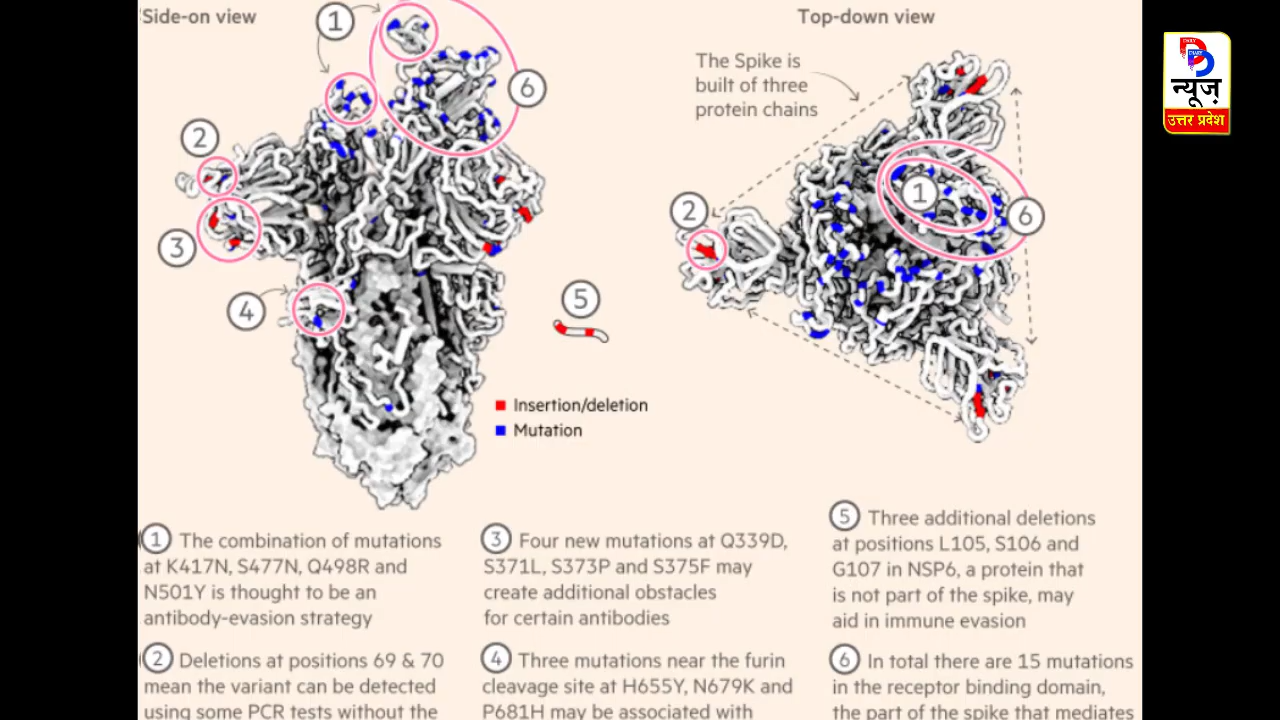 Side-on view
Top-down view
DAILY
DIARY
न्यूज़
उत्तर प्रदेश
1
6
2
3
4
5
The Spike is
built of three
protein chains
1
2
6
Insertion/deletion
Mutation
1 The combination of mutations
at K417N, S477N, Q498R and
N501Y is thought to be an
antibody-evasion strategy
2 Deletions at positions 69 & 70
mean the variant can be detected
using some PCR tests without the
3 Four new mutations at Q339D,
S371L, S373P and S375F may
create additional obstacles
for certain antibodies
4 Three mutations near the furin
cleavage site at H655Y, N679K and
P681H may be associated with
5 Three additional deletions
at positions L105, S106 and
G107 in NSP6, a protein that
is not part of the spike, may
aid in immune evasion
6 In total there are 15 mutations
in the receptor binding domain,
the part of the spike that mediates